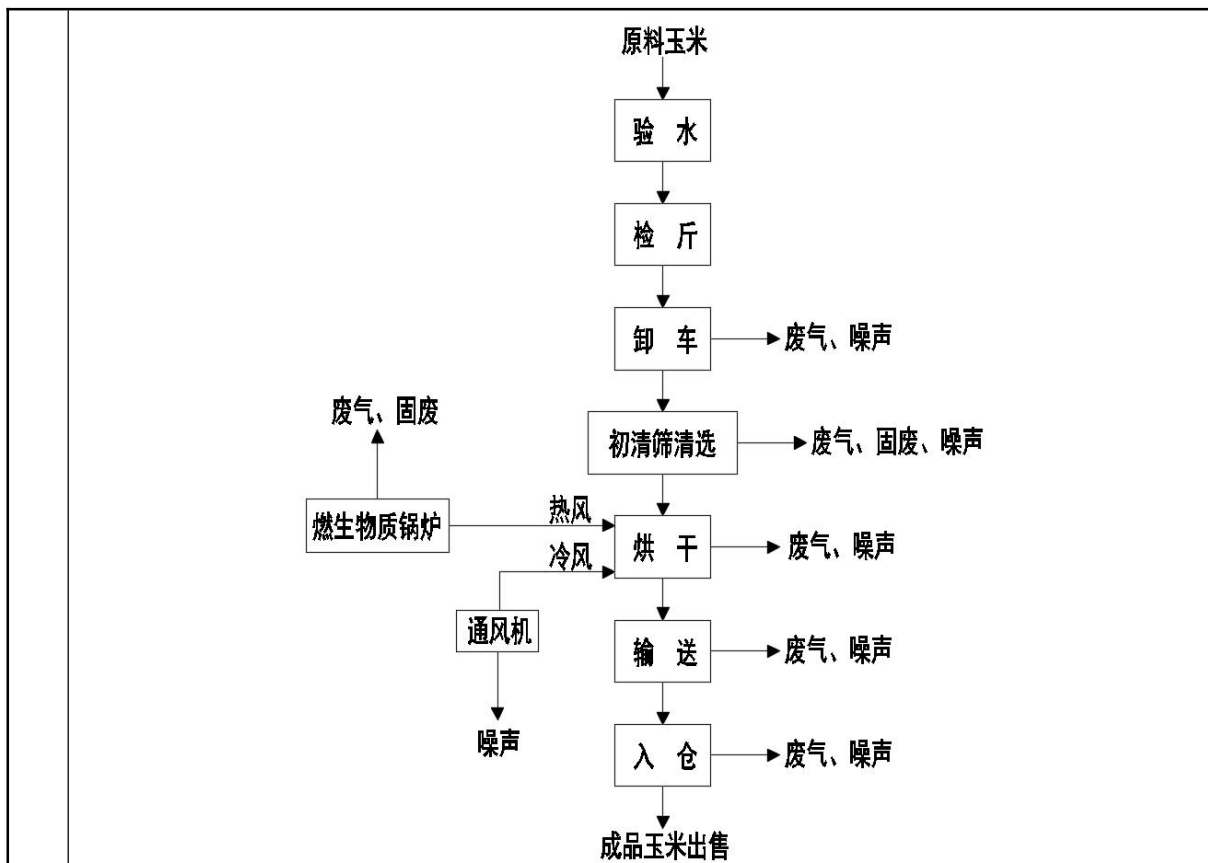 原料玉米
验 水
检 斤
卸 车
废气、噪声
废气、固废
初清筛清选
废气、固废、噪声
热风
燃生物质锅炉
烘 干
废气、噪声
冷风
通风机
输 送
废气、噪声
噪声
入 仓
废气、噪声
成品玉米出售